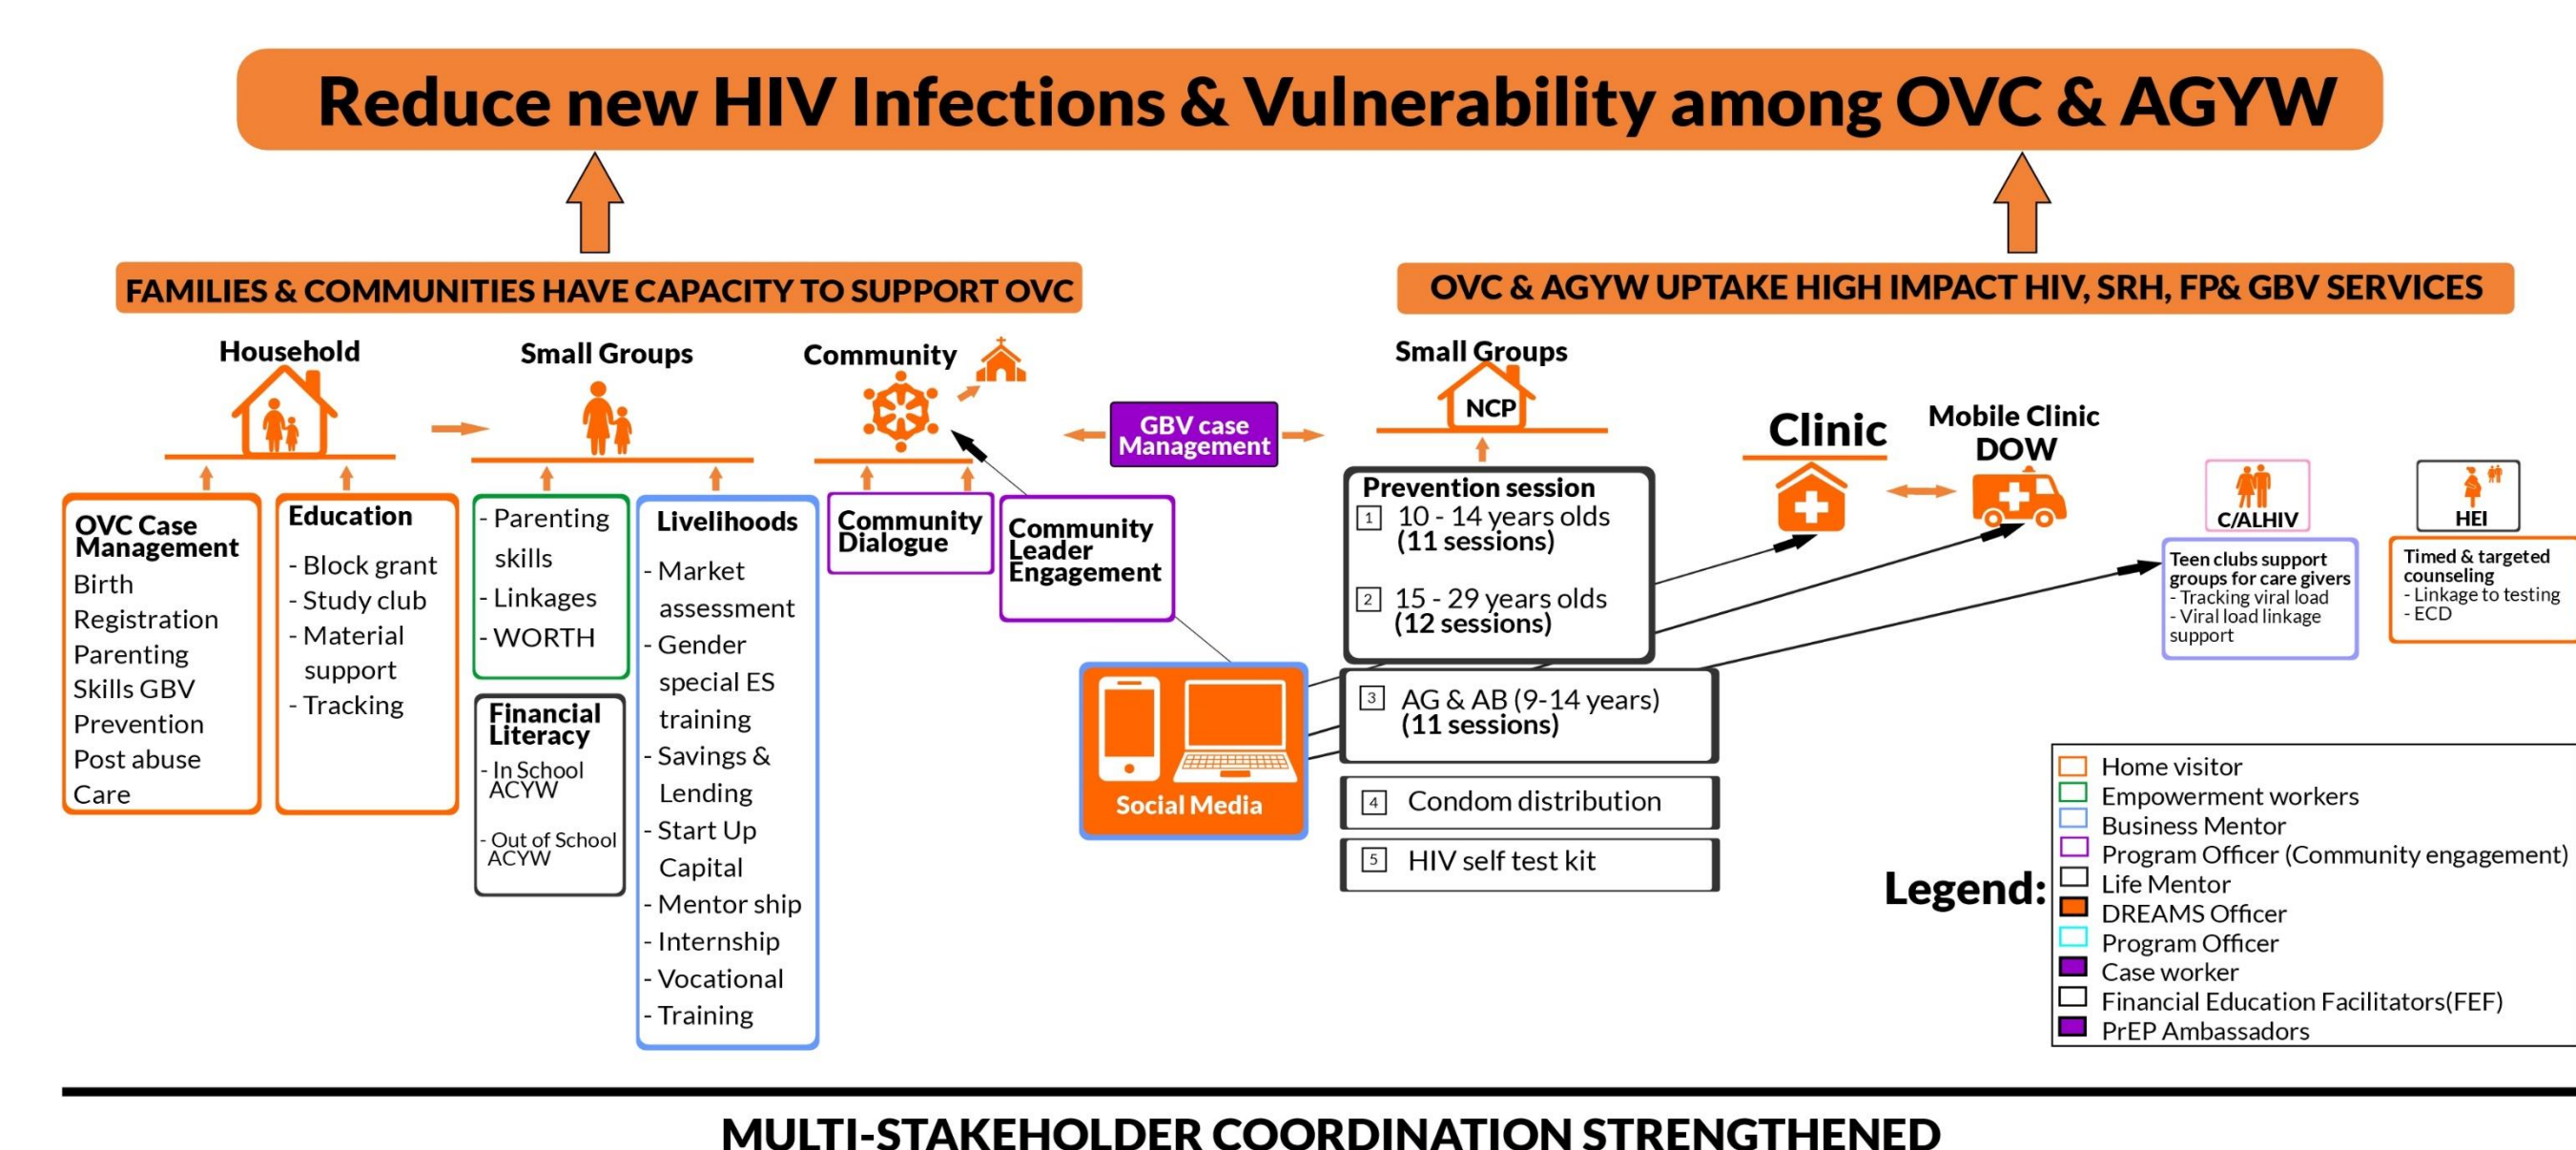 Reduce new HIV Infections & Vulnerability among OVC & AGYW
FAMILIES & COMMUNITIES HAVE CAPACITY TO SUPPORT OVC
OVC & AGYW UPTAKE HIGH IMPACT HIV, SRH, FP& GBV SERVICES
Household
Small Groups
Community
GBV case
Management
Small Groups
NCP
Clinic
Mobile Clinic
DOW
C/ALHIV
HEI
OVC Case
Management
Birth
Registration
Parenting
Skills GBV
Prevention
Post abuse
Care
Education
- Block grant
- Study club
- Material
support
- Tracking
- Parenting
skills
- Linkages
- WORTH
Financial
Literacy
- In School
ACYW
- Out of School
ACYW
Livelihoods
- Market
assessment
- Gender
special ES
training
- Savings &
Lending
- Start Up
Capital
- Mentor ship
- Internship
- Vocational
- Training
Community
Dialogue
Community
Leader
Engagement
Social Media
Prevention session
1 10 - 14 years olds
(11 sessions)
2 15 - 29 years olds
(12 sessions)
3 AG & AB (9-14 years)
(11 sessions)
4 Condom distribution
5 HIV self test kit
Teen clubs support
groups for care givers
- Tracking viral load
- Viral load linkage
support
Timed & targeted
counseling
- Linkage to testing
- ECD
Legend:
Home visitor
Empowerment workers
Business Mentor
Program Officer (Community engagement)
Life Mentor
DREAMS Officer
Program Officer
Case worker
Financial Education Facilitators(FEF)
PrEP Ambassadors
MULTI-STAKEHOLDER COORDINATION STRENGTHENED